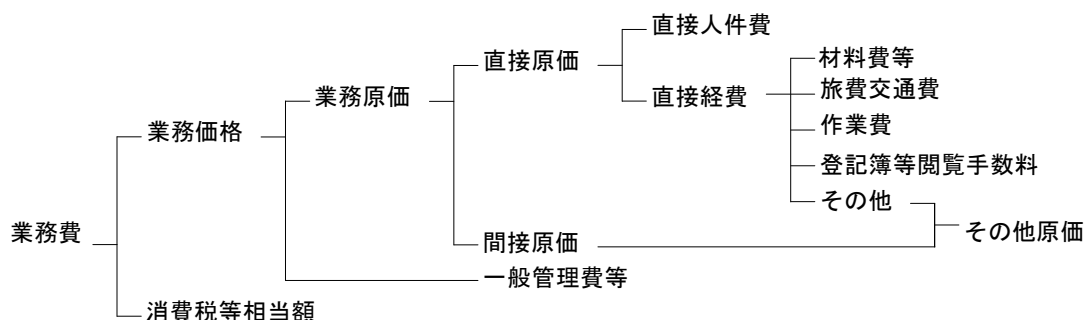 直接人件費
直接原価
材料費等
業務原価
直接経費
旅費交通費
業務価格
作業費
登記簿等閲覧手数料
その他
業務費
間接原価
その他原価
一般管理費等
消費税等相当額